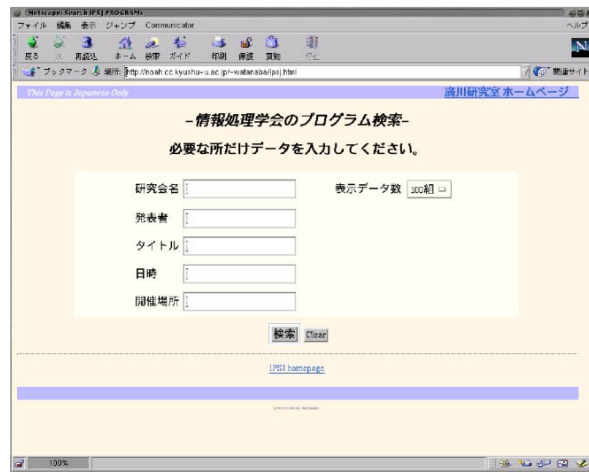 Netscape: Search IPSJ PROGRAMs
ファイル 編集 表示 ジャンプ Communicator ヘルプ
戻る 再読込 ホーム 検索 ガイド 印刷 保護 買物
ブックマーク 場所: http://noah.cc.kyushu-u.ac.jp/~watanaba/ipsj.html 関連サイト
This Page is Japanese Only 廣川研究室 ホームページ
–情報処理学会のプログラム検索–
必要な所だけデータを入力してください。
研究会名 表示データ数 100組
発表者
タイトル
日時
開催場所
検索 Clear
IPSJ homepage
100%